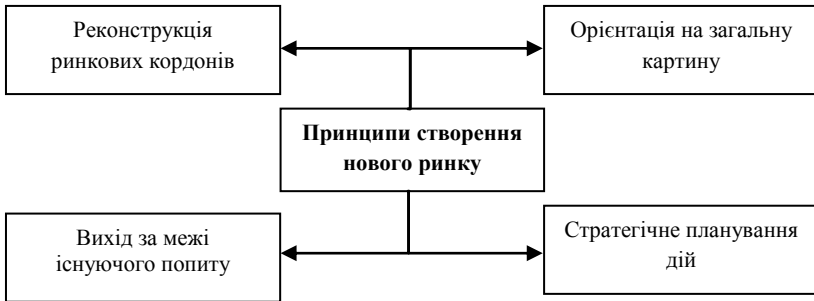 Реконструкція
ринкових кордонів
Орієнтація на загальну
картину
Принципи створення
нового ринку
Вихід за межі
існуючого попиту
Стратегічне планування
дій